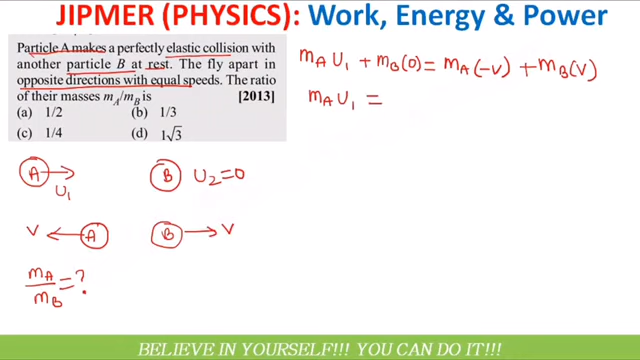 JIPMER (PHYSICS): Work, Energy & Power
Particle A makes a perfectly elastic collision with
another particle B at rest. The fly apart in
opposite directions with equal speeds. The ratio
of their masses mA/mB is [2013]
(a) 1/2 (b) 1/3
(c) 1/4 (d) 1√3
mA U1 + mB(0) = mA(-V) + mB(V)
mA U1 =
A U1 B U2=0
V A B V
mA/mB = ?
BELIEVE IN YOURSELF!!! YOU CAN DO IT!!!